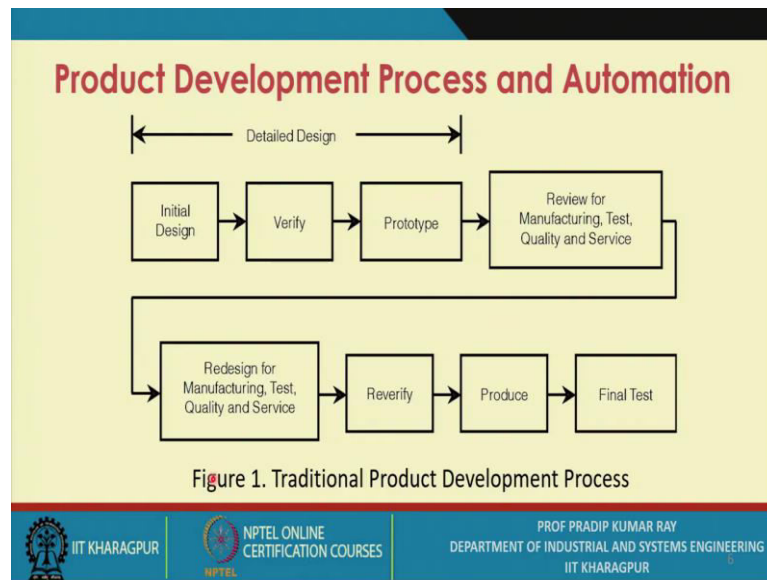 Product Development Process and Automation
Detailed Design
Initial
Design
Verify
Prototype
Review for
Manufacturing, Test,
Quality and Service
Redesign for
Manufacturing, Test,
Quality and Service
Reverify
Produce
Final Test
Figure 1. Traditional Product Development Process
IIT KHARAGPUR
NPTEL
NPTEL ONLINE
CERTIFICATION COURSES
PROF PRADIP KUMAR RAY
DEPARTMENT OF INDUSTRIAL AND SYSTEMS ENGINEERING
IIT KHARAGPUR
6